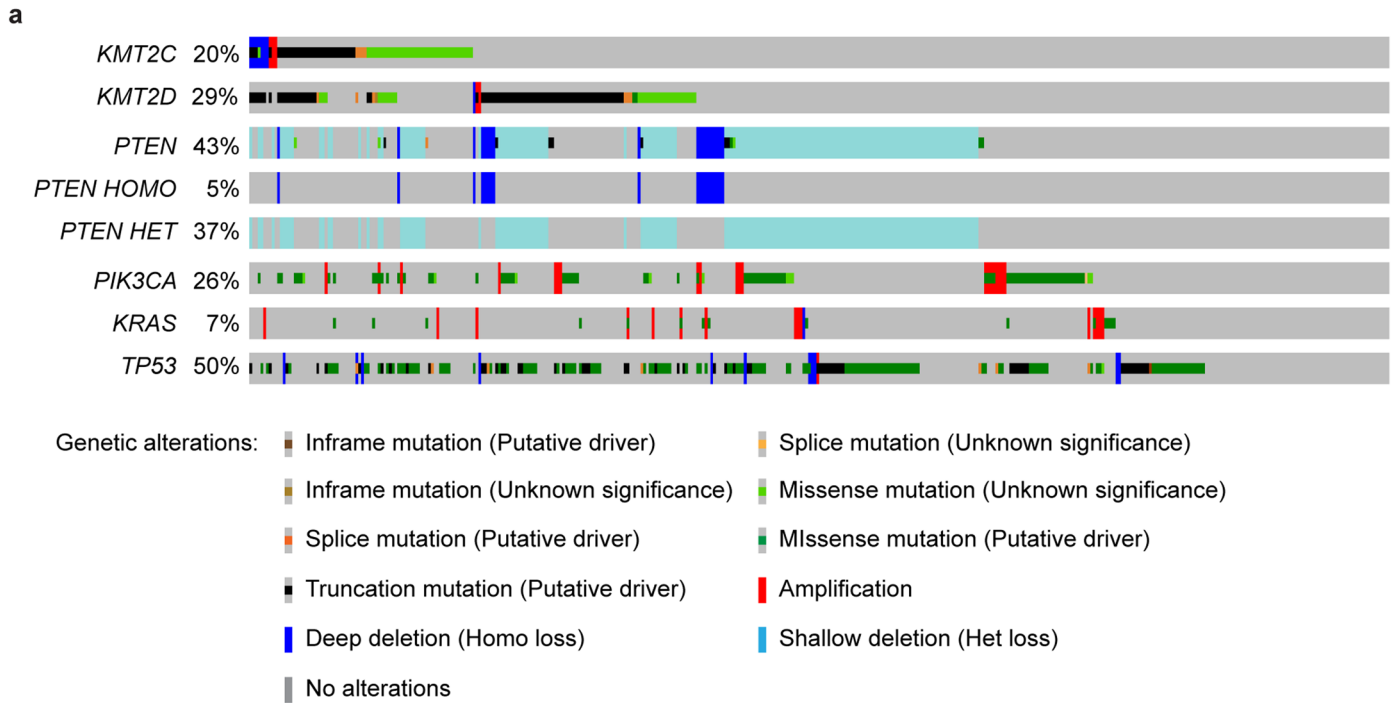 a
KMT2C 20%
KMT2D 29%
PTEN 43%
PTEN HOMO 5%
PTEN HET 37%
PIK3CA 26%
KRAS 7%
TP53 50%
Genetic alterations:
Inframe mutation (Putative driver)
Splice mutation (Unknown significance)
Inframe mutation (Unknown significance)
Missense mutation (Unknown significance)
Splice mutation (Putative driver)
MIssense mutation (Putative driver)
Truncation mutation (Putative driver)
Amplification
Deep deletion (Homo loss)
Shallow deletion (Het loss)
No alterations